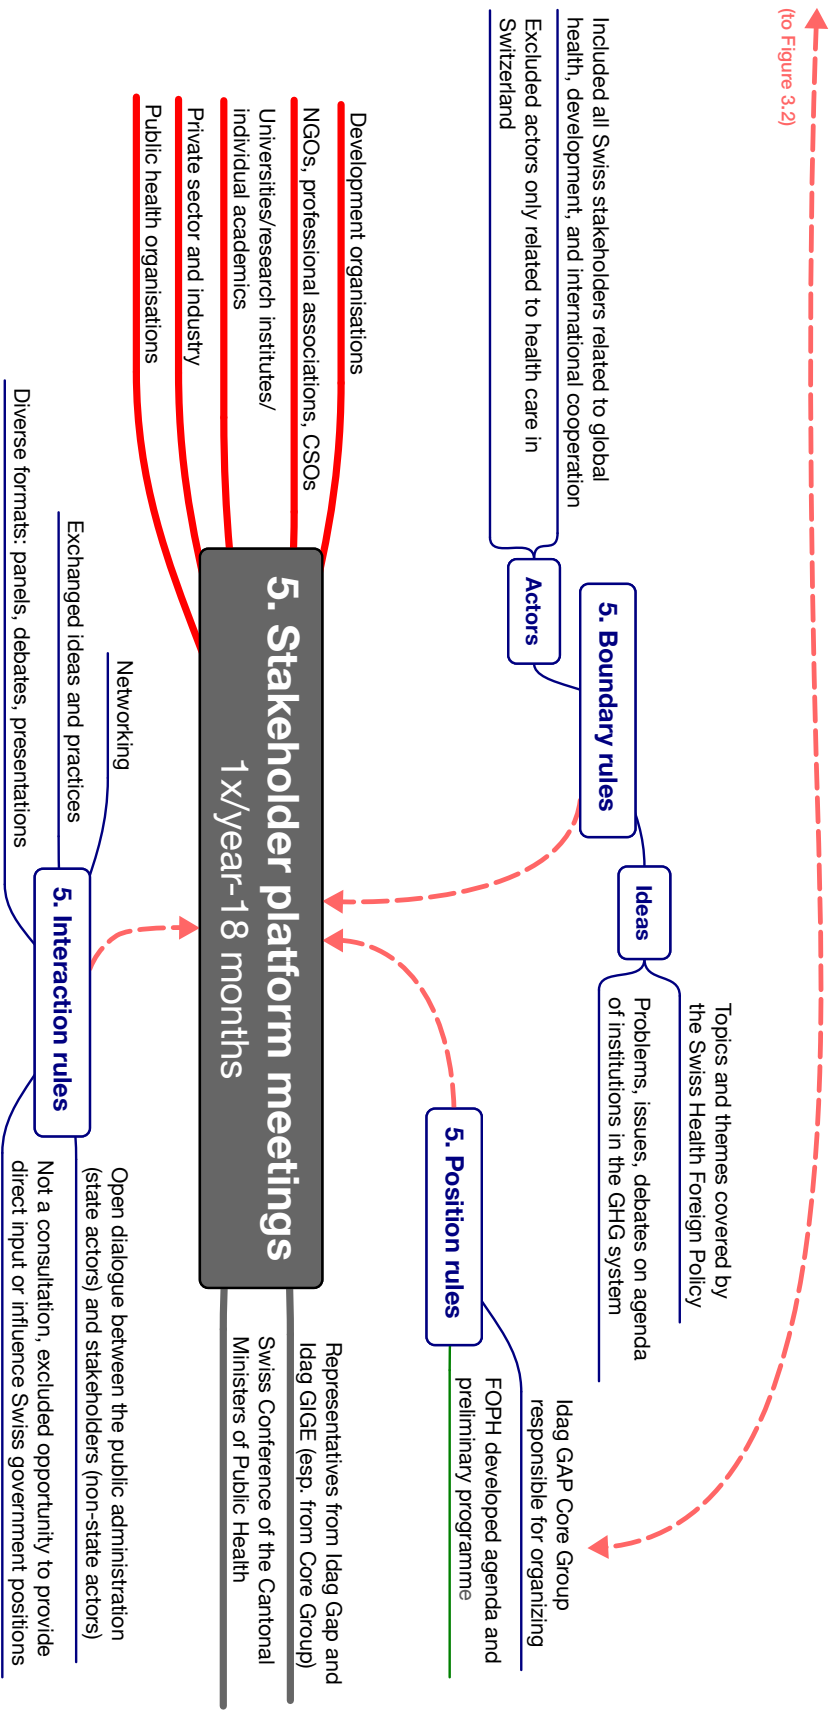 (to Figure 3.2)
Included all Swiss stakeholders related to global
health, development, and international cooperation
Excluded actors only related to health care in
Switzerland
Actors
5. Boundary rules
Ideas
Topics and themes covered by
the Swiss Health Foreign Policy
Problems, issues, debates on agenda
of institutions in the GHG system
5. Position rules
Idag GAP Core Group
responsible for organizing
FOPH developed agenda and
preliminary programme
Development organisations
NGOs, professional associations, CSOs
Universities/research institutes/
individual academics
Private sector and industry
Public health organisations
5. Stakeholder platform meetings
1x/year-18 months
Representatives from Idag Gap and
Idag GIGE (esp. from Core Group)
Swiss Conference of the Cantonal
Ministers of Public Health
Networking
Exchanged ideas and practices
Diverse formats: panels, debates, presentations
5. Interaction rules
Open dialogue between the public administration
(state actors) and stakeholders (non-state actors)
Not a consultation, excluded opportunity to provide
direct input or influence Swiss government positions